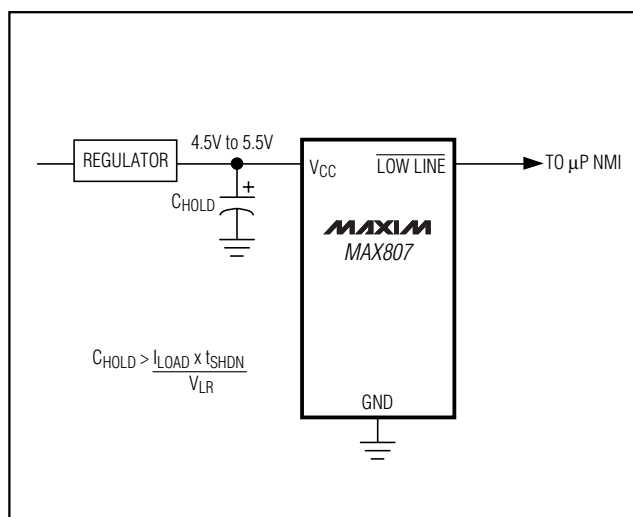 REGULATOR
4.5V to 5.5V
+
CHOLD
VCC
LOW LINE
TO μP NMI
MAXIM
MAX807
CHOLD > ILOAD x tSHDN
VLR
GND